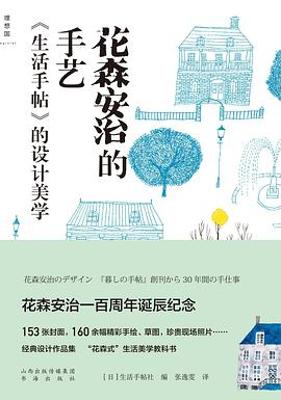 理想国
花森安治的
手艺
《生活手帖》的设计美学
花森安治のデザイン 『暮しの手帖』創刊から30年間の手仕事
花森安治一百周年诞辰纪念
153张封面，160余幅精彩手绘、草图，珍贵现场照片……
经典设计作品集 “花森式”生活美学教科书
山西出版传媒集团
书海出版社
［日］生活手帖社 编 张逸雯 译